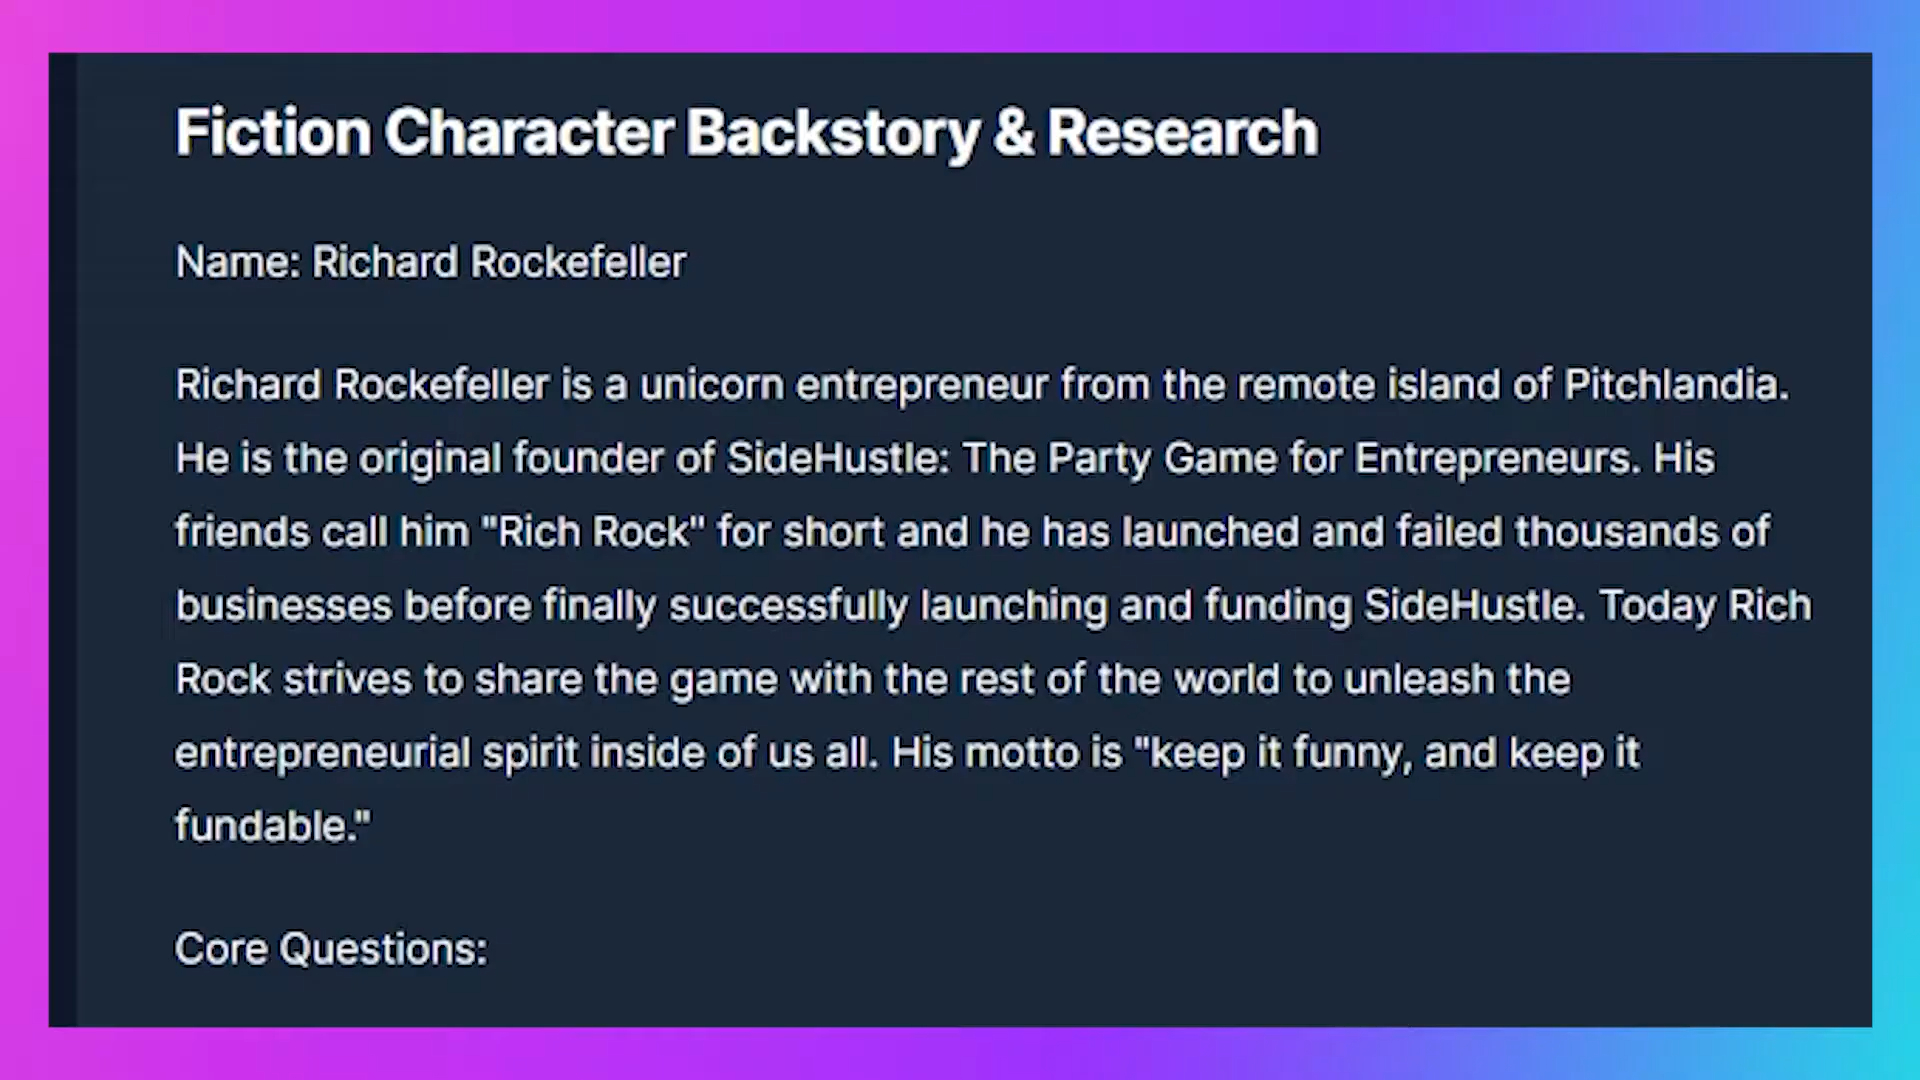 Fiction Character Backstory & Research
Name: Richard Rockefeller
Richard Rockefeller is a unicorn entrepreneur from the remote island of Pitchlandia.
He is the original founder of SideHustle: The Party Game for Entrepreneurs. His
friends call him "Rich Rock" for short and he has launched and failed thousands of
businesses before finally successfully launching and funding SideHustle. Today Rich
Rock strives to share the game with the rest of the world to unleash the
entrepreneurial spirit inside of us all. His motto is "keep it funny, and keep it
fundable."
Core Questions: